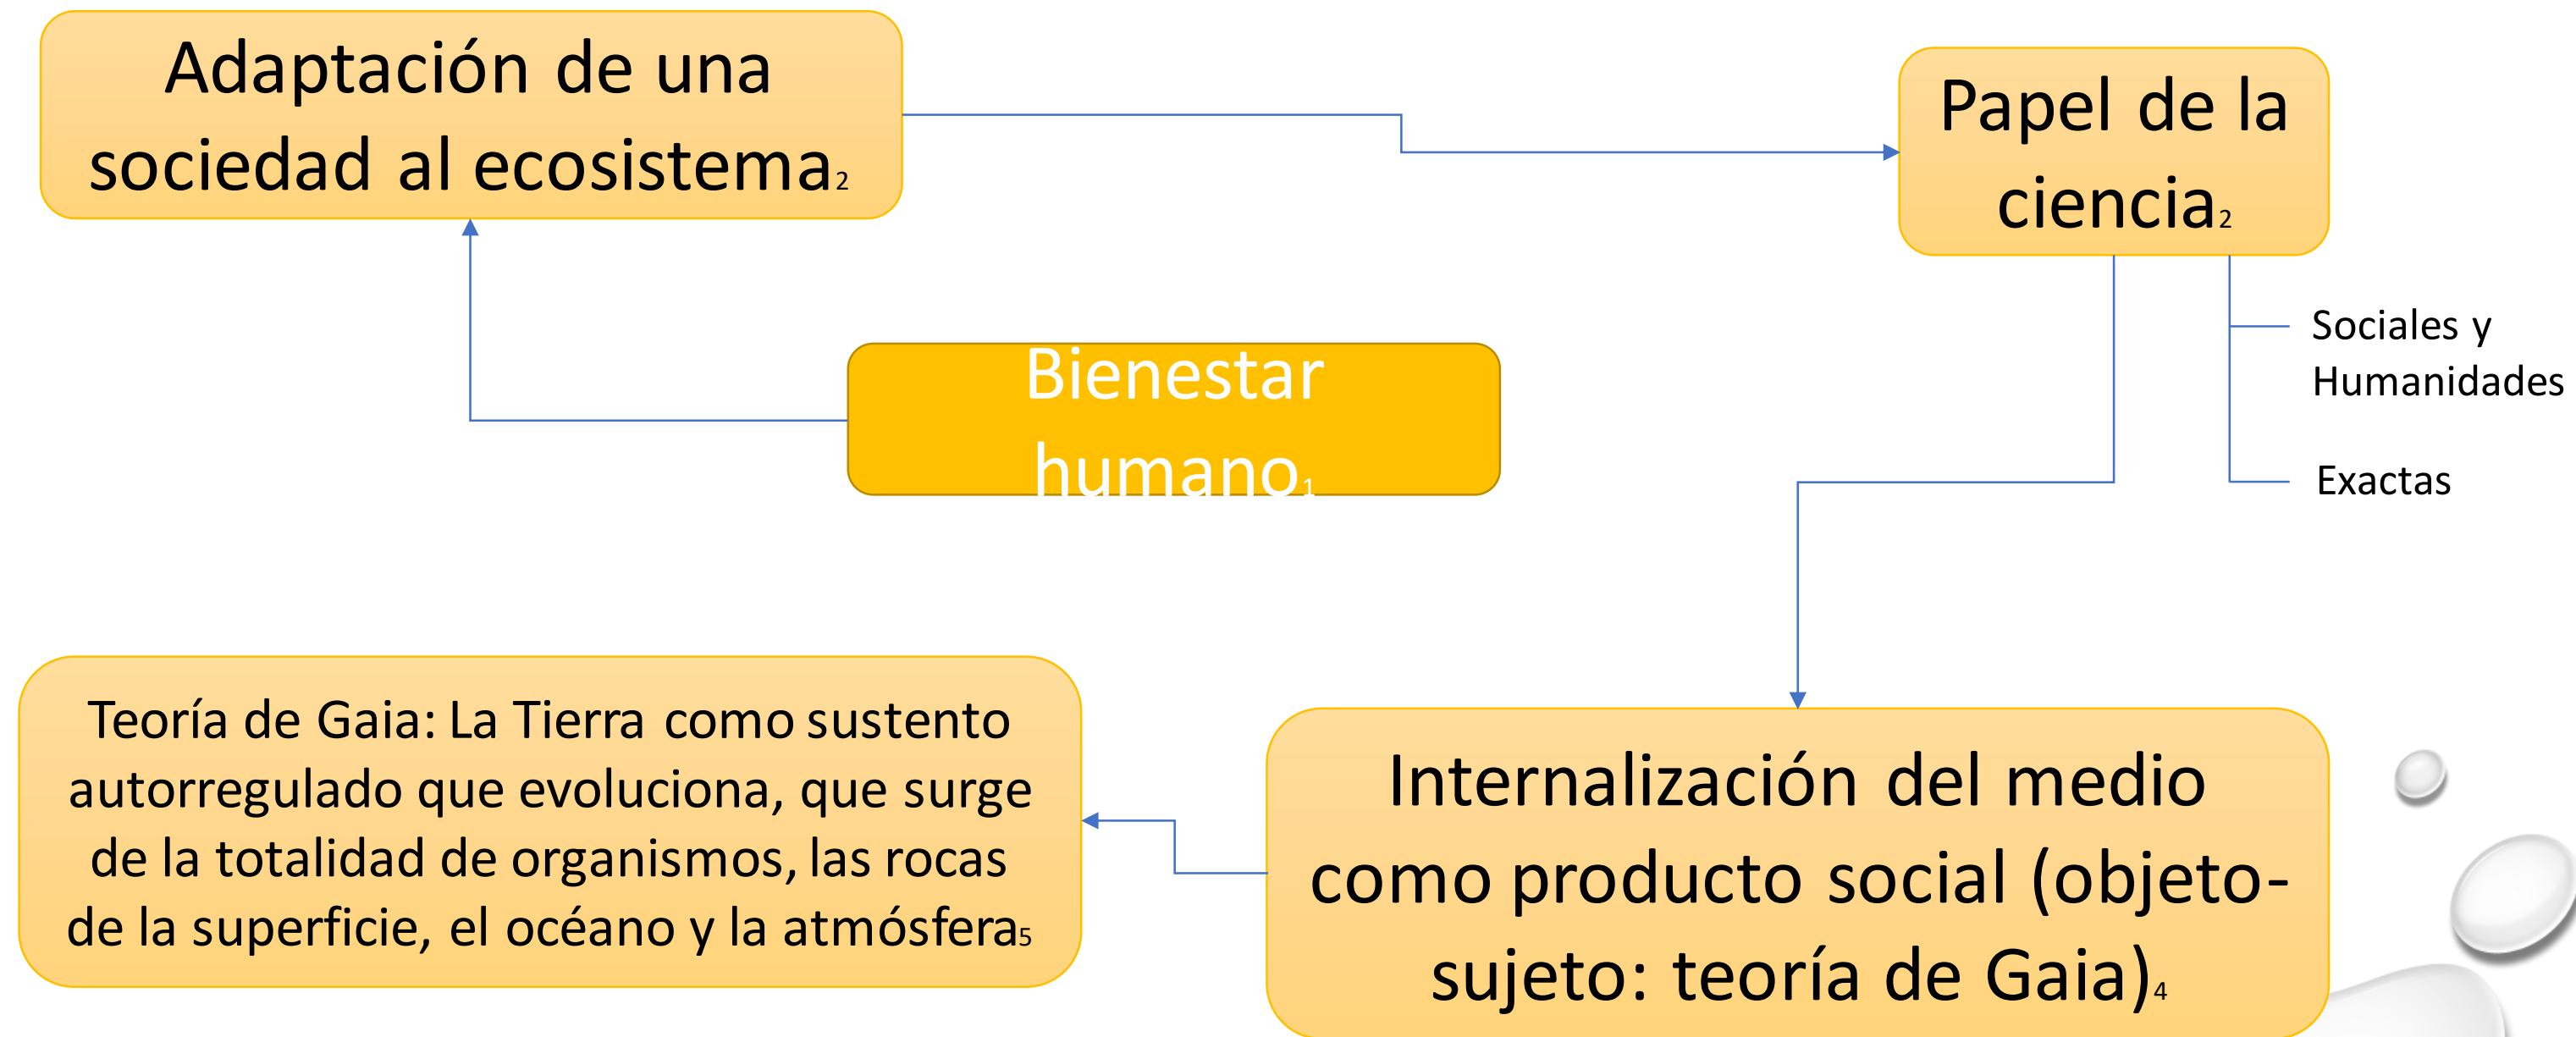 Adaptación de una
sociedad al ecosistema₂
Papel de la
ciencia₂
Sociales y
Humanidades
Exactas
Bienestar
humano₁
Teoría de Gaia: La Tierra como sustento
autorregulado que evoluciona, que surge
de la totalidad de organismos, las rocas
de la superficie, el océano y la atmósfera₅
Internalización del medio
como producto social (objeto-
sujeto: teoría de Gaia)₄